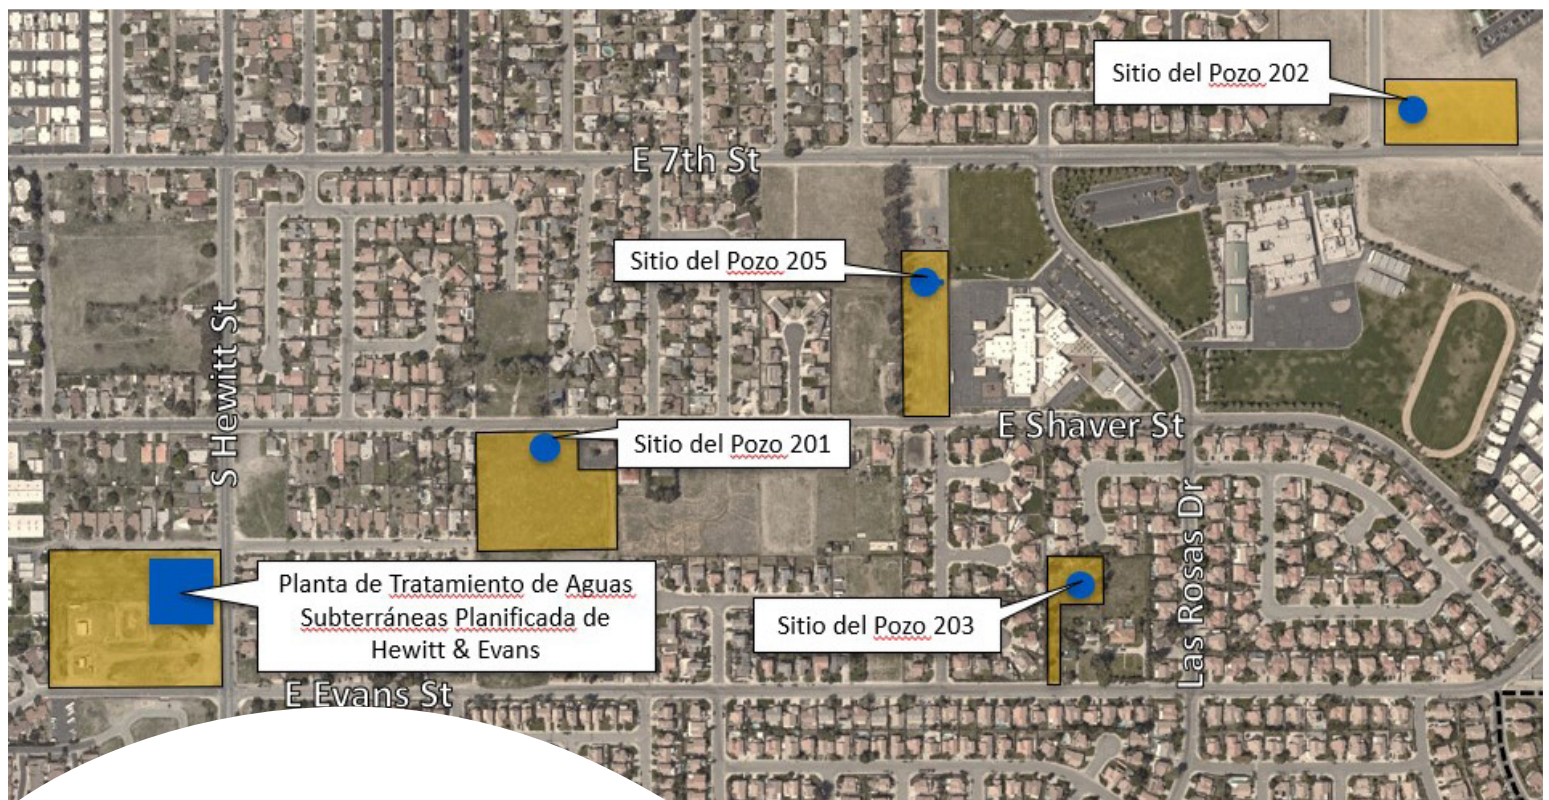 Sitio del Pozo 202
E 7th St
Sitio del Pozo 205
S Hewitt St
E Shaver St
Sitio del Pozo 201
Las Rosas Dr
Planta de Tratamiento de Aguas
Subterráneas Planificada de
Hewitt & Evans
Sitio del Pozo 203
E Evans St